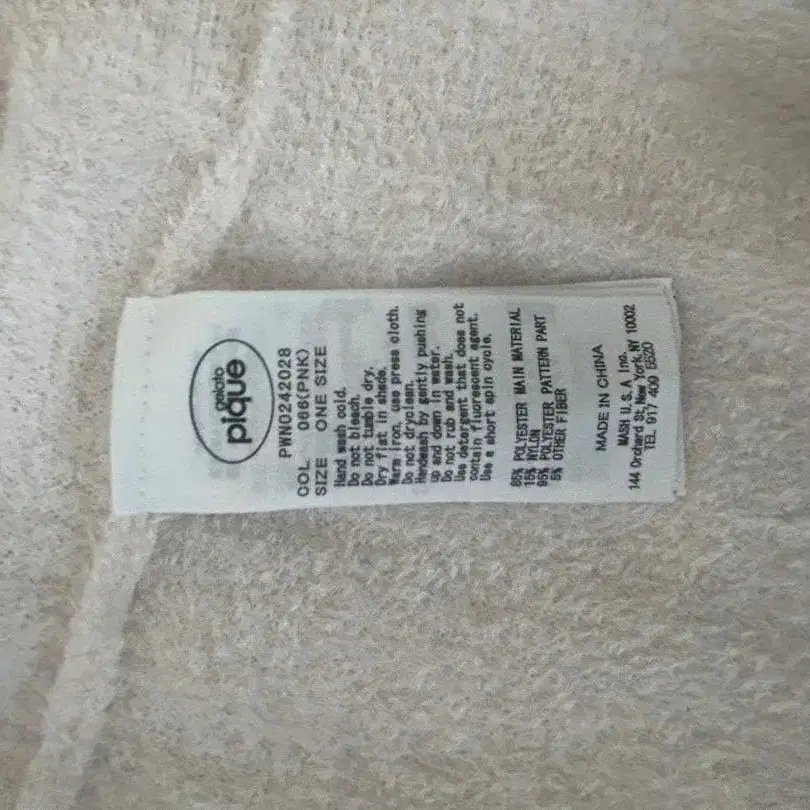 gelato
pique
PWNO242028
COL 066(PNK)
SIZE ONE SIZE
Hand wash cold.
Do not bleach.
Do not tumble dry.
Dry flat in shade.
Warm iron, use press cloth.
Do not dryclean.
Handwash by gently pushing
up and down in water.
Do not rub and wash.
Use detergent that does not
contain fluorescent agent.
Use a short spin cycle.
85% POLYESTER MAIN MATERIAL
15% NYLON
95% POLYESTER PATTERN PART
5% OTHER FIBER
MADE IN CHINA
MASH U.S.A Inc.
144 Orchard St, New York, NY 10002
TEL 917 409 5520